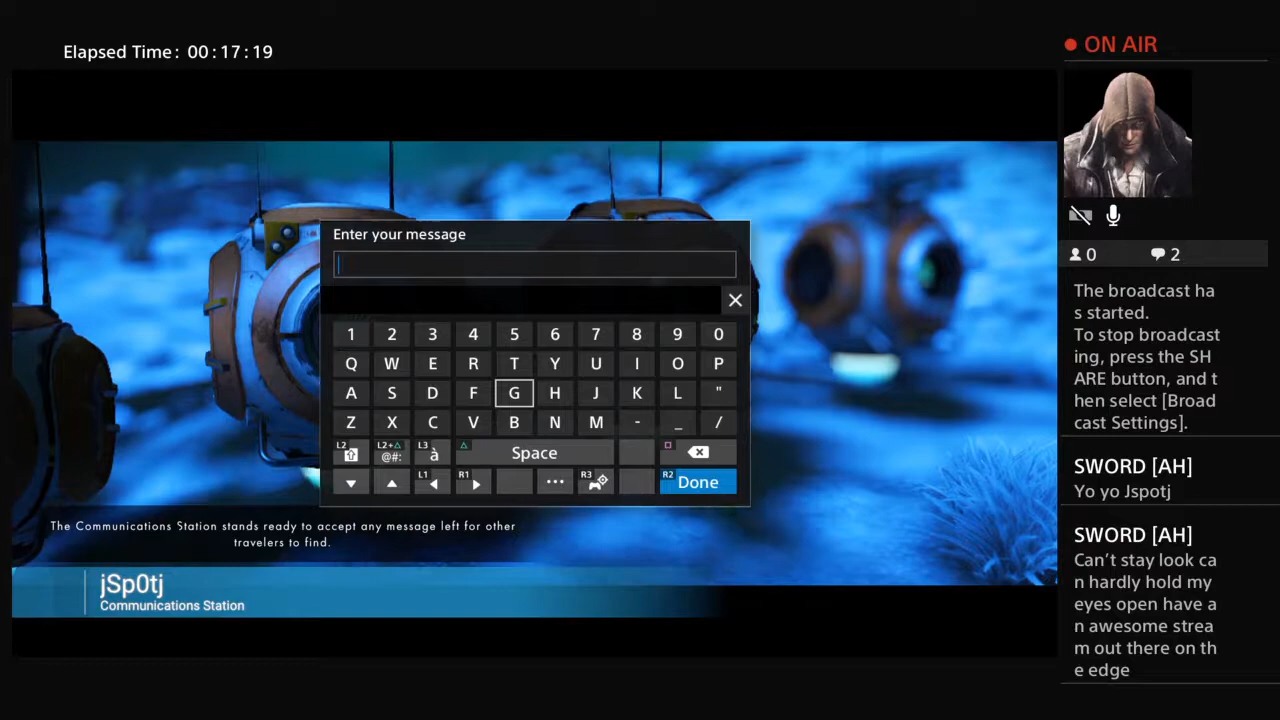 Elapsed Time: 00:17:19
ON AIR
0 2
The broadcast ha
s started.
To stop broadcast
ing, press the SH
ARE button, and t
hen select [Broad
cast Settings].
SWORD [AH]
Yo yo Jspotj
SWORD [AH]
Can't stay look ca
n hardly hold my
eyes open have a
n awesome strea
m out there on th
e edge
Enter your message
1 2 3 4 5 6 7 8 9 0
Q W E R T Y U I O P
A S D F G H J K L "
Z X C V B N M - _ /
L2 L2+△ @#: L3 à △ Space □
L1 R1 ... R3 R2 Done
The Communications Station stands ready to accept any message left for other
travelers to find.
jSp0tj
Communications Station